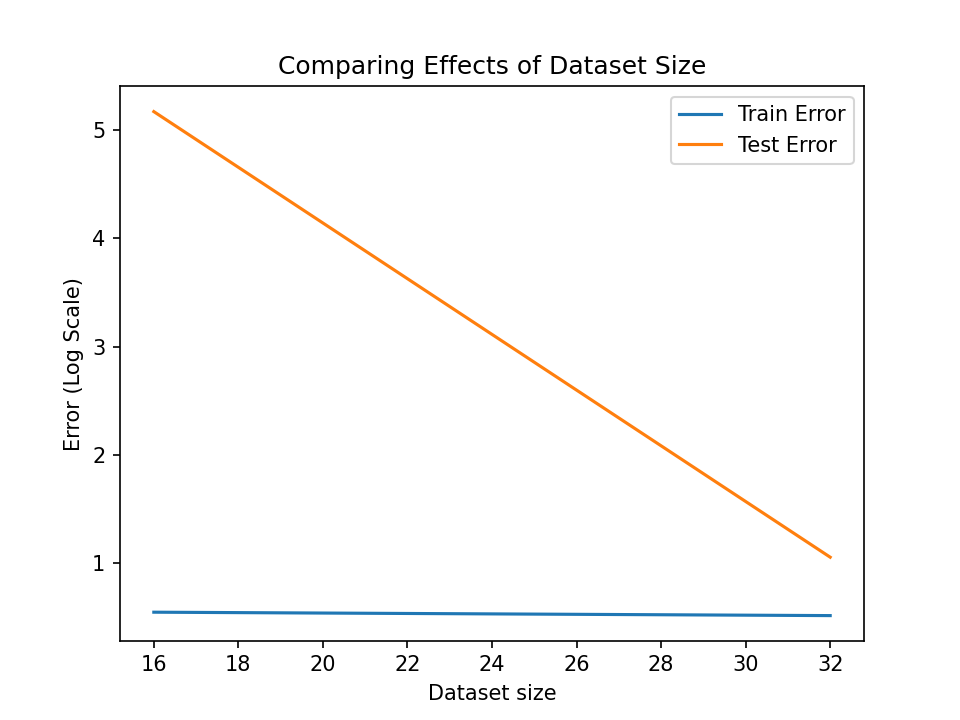 Comparing Effects of Dataset Size
Train Error
Test Error
Error (Log Scale)
5
4
3
2
1
16 18 20 22 24 26 28 30 32
Dataset size